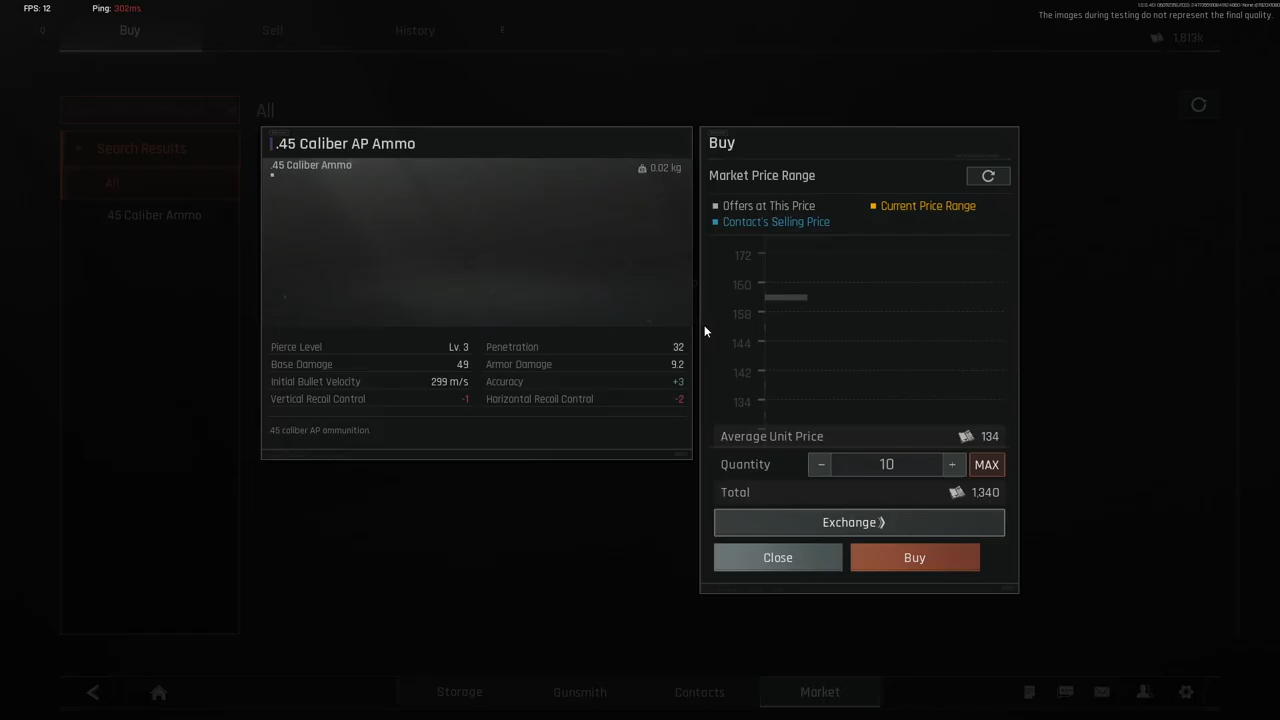 FPS: 12 Ping: 302ms
The images during testing do not represent the final quality
Buy Sell History
1,813k
All
Search Results
All
.45 Caliber Ammo
.45 Caliber AP Ammo
.45 Caliber Ammo
0.02 kg
Pierce Level Lv. 3 Penetration 32
Base Damage 49 Armor Damage 9.2
Initial Bullet Velocity 299 m/s Accuracy +3
Vertical Recoil Control -1 Horizontal Recoil Control -2
.45 caliber AP ammunition.
Buy
Market Price Range
Offers at This Price Current Price Range
Contact's Selling Price
172
160
158
144
142
134
Average Unit Price 134
Quantity − 10 + MAX
Total 1,340
Exchange
Close Buy
Storage Gunsmith Contacts Market